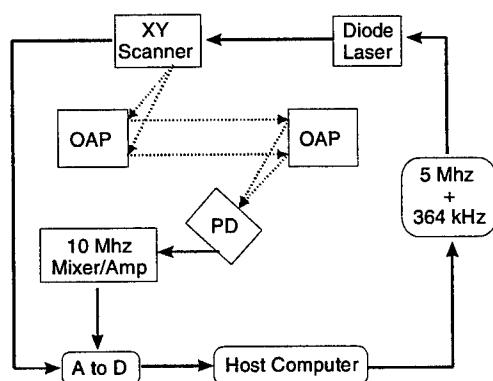 XY
Scanner
Diode
Laser
OAP
OAP
5 Mhz
+
364 kHz
PD
10 Mhz
Mixer/Amp
A to D
Host Computer